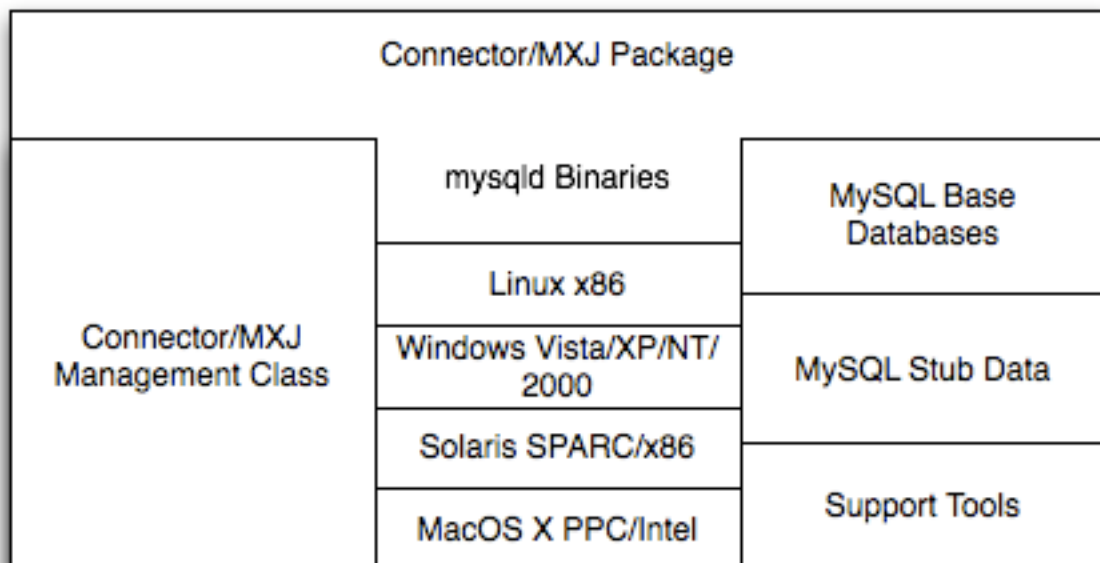 Connector/MXJ Package
Connector/MXJ
Management Class
mysqld Binaries
Linux x86
Windows Vista/XP/NT/
2000
Solaris SPARC/x86
MacOS X PPC/Intel
MySQL Base
Databases
MySQL Stub Data
Support Tools